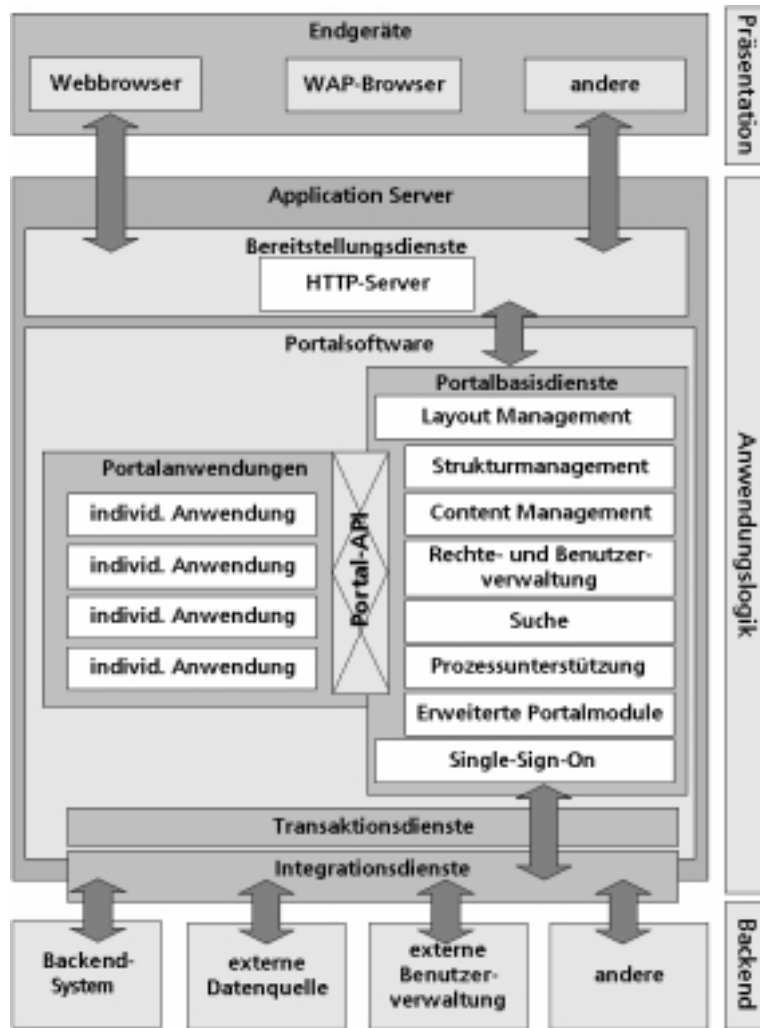 Endgeräte
Webbrowser
WAP-Browser
andere
Präsentation
Application Server
Bereitstellungsdienste
HTTP-Server
Portalsoftware
Portalbasisdienste
Layout Management
Portalanwendungen
individ. Anwendung
individ. Anwendung
individ. Anwendung
individ. Anwendung
Portal-API
Strukturmanagement
Content Management
Rechte- und Benutzer-
verwaltung
Suche
Prozessunterstützung
Erweiterte Portalmodule
Single-Sign-On
Anwendungslogik
Transaktionsdienste
Integrationsdienste
Backend-
System
externe
Datenquelle
externe
Benutzer-
verwaltung
andere
Backend